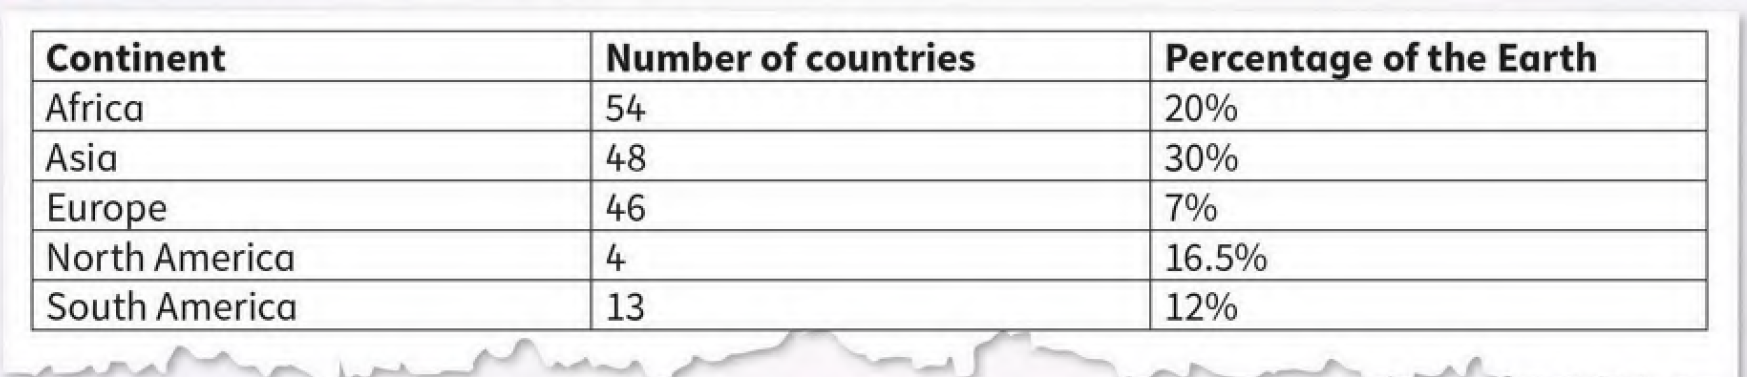 Continent Number of countries Percentage of the Earth
Africa 54 20%
Asia 48 30%
Europe 46 7%
North America 4 16.5%
South America 13 12%